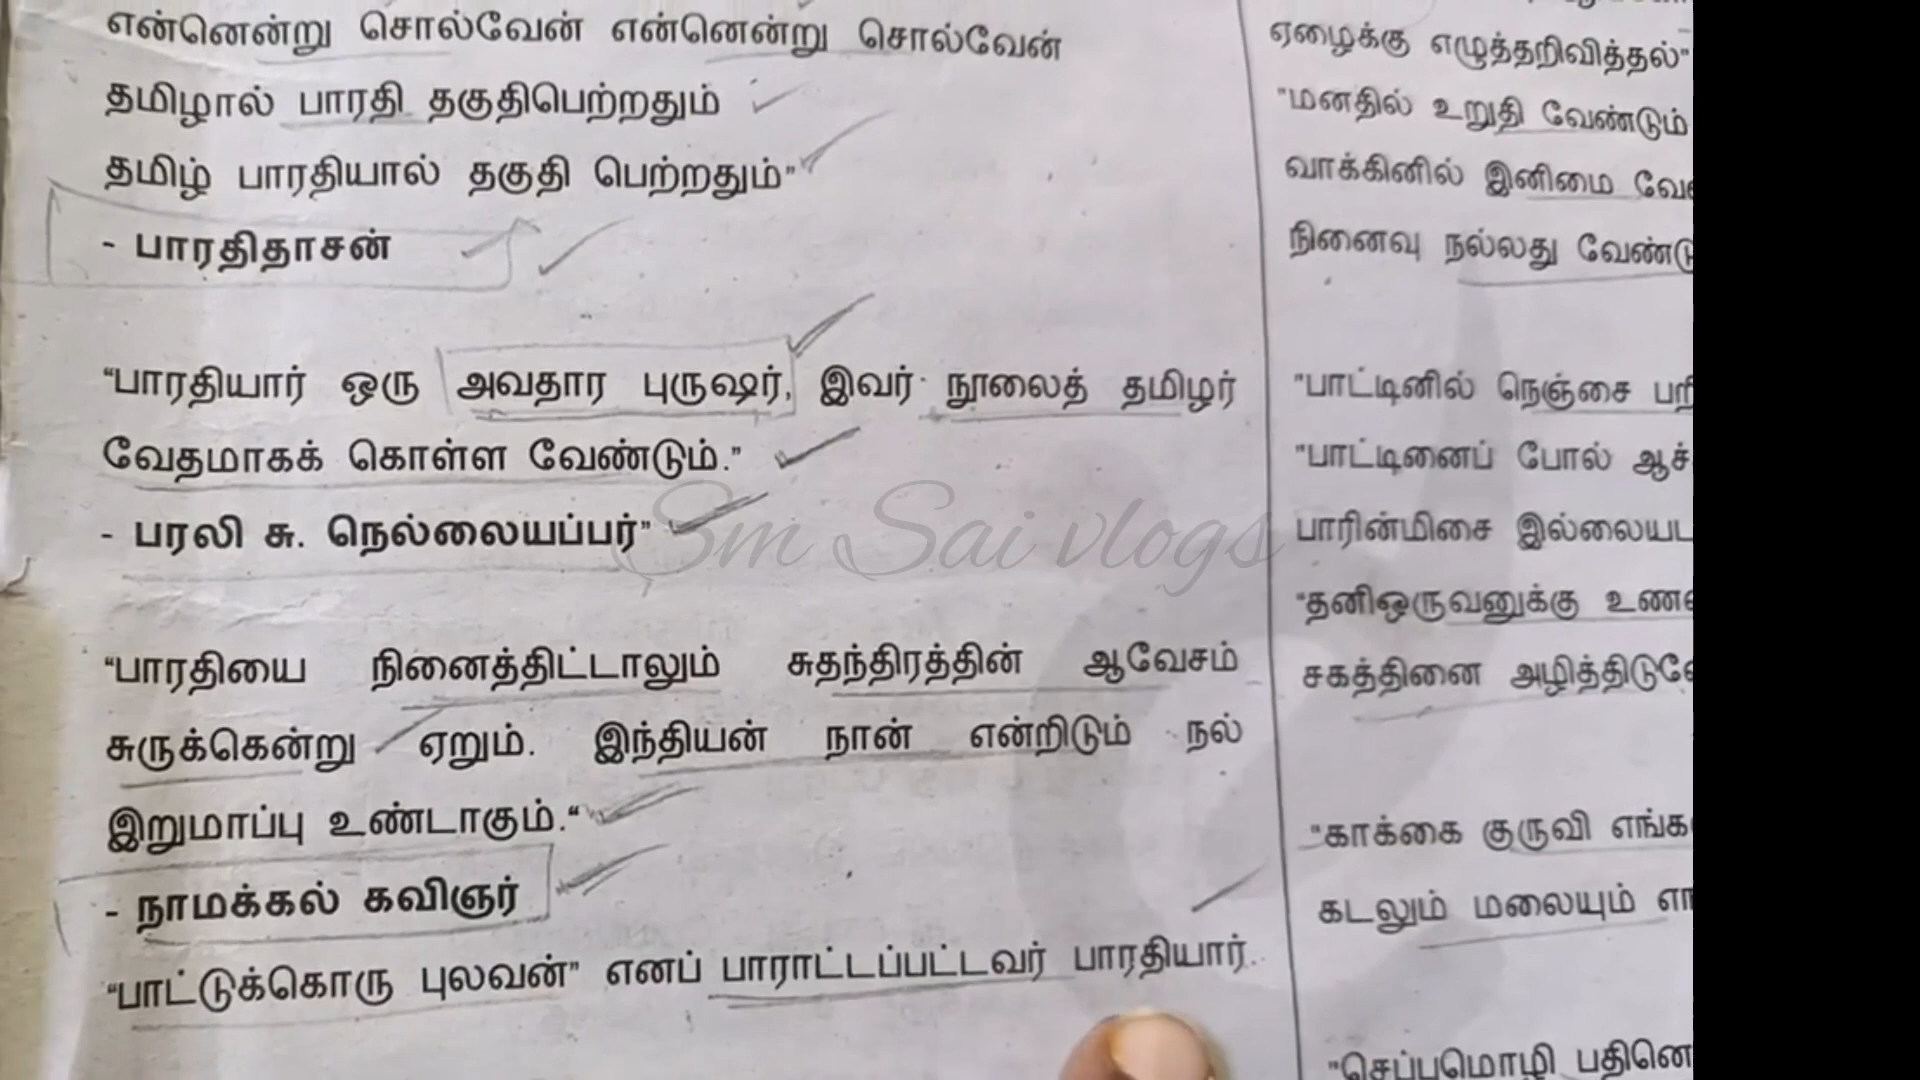 என்னென்று சொல்வேன் என்னென்று சொல்வேன்
தமிழால் பாரதி தகுதிபெற்றதும்
தமிழ் பாரதியால் தகுதி பெற்றதும்"
- பாரதிதாசன்
"பாரதியார் ஒரு அவதார புருஷர், இவர் நூலைத் தமிழர்
வேதமாகக் கொள்ள வேண்டும்."
- பரலி சு. நெல்லையப்பர்"
"பாரதியை நினைத்திட்டாலும் சுதந்திரத்தின் ஆவேசம்
சுருக்கென்று ஏறும். இந்தியன் நான் என்றிடும் நல்
இறுமாப்பு உண்டாகும்."
- நாமக்கல் கவிஞர்
"பாட்டுக்கொரு புலவன்" எனப் பாராட்டப்பட்டவர் பாரதியார்.
ஏழைக்கு எழுத்தறிவித்தல்"
"மனதில் உறுதி வேண்டும்
வாக்கினில் இனிமை
நினைவு நல்லது
"பாட்டினில் நெஞ்சை
"பாட்டினைப் போல்
பாரின்மிசை
"தனிஒருவனுக்கு
சகத்தினை
"காக்கை குருவி
கடலும் மலையும்
"செப்புமொழி
Sm Sai vlogs